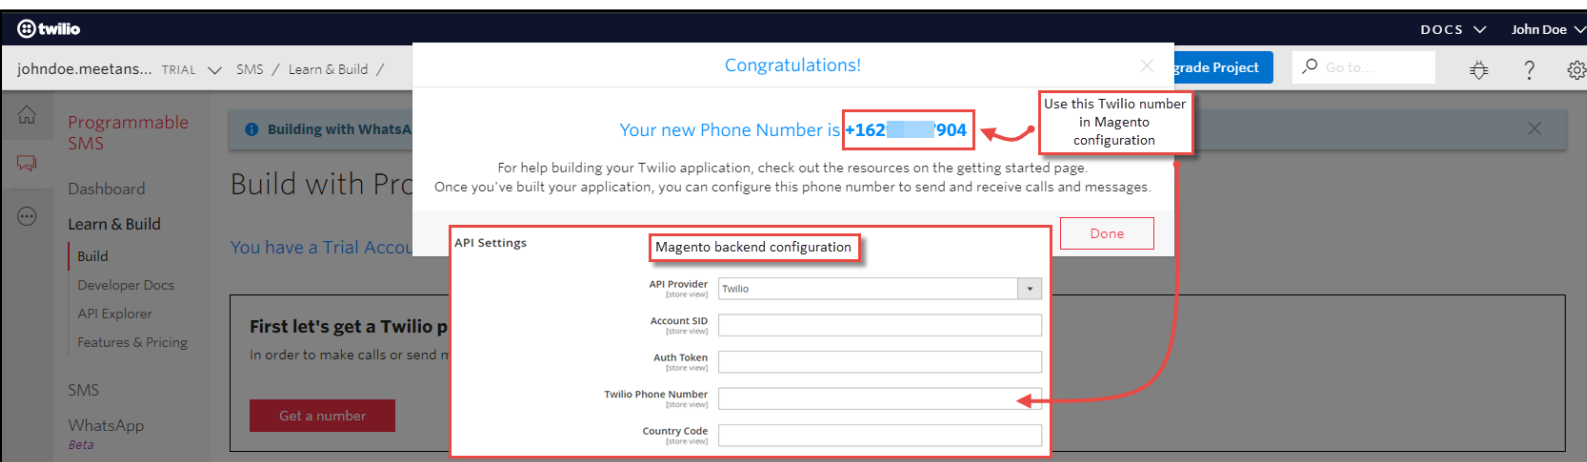 twilio
DOCS
John Doe
johndoe.meetans... TRIAL
SMS / Learn & Build /
Congratulations!
grade Project
Go to...
Programmable
SMS
Building with WhatsA
Your new Phone Number is +162 7904
Use this Twilio number
in Magento
configuration
For help building your Twilio application, check out the resources on the getting started page.
Once you've built your application, you can configure this phone number to send and receive calls and messages.
Dashboard
Build with Pro
Learn & Build
Done
API Settings
Magento backend configuration
You have a Trial Accou
Build
Developer Docs
API Provider
[store view]
Twilio
API Explorer
First let's get a Twilio p
Account SID
[store view]
Features & Pricing
In order to make calls or send m
Auth Token
[store view]
SMS
Twilio Phone Number
[store view]
Get a number
WhatsApp
Beta
Country Code
[store view]